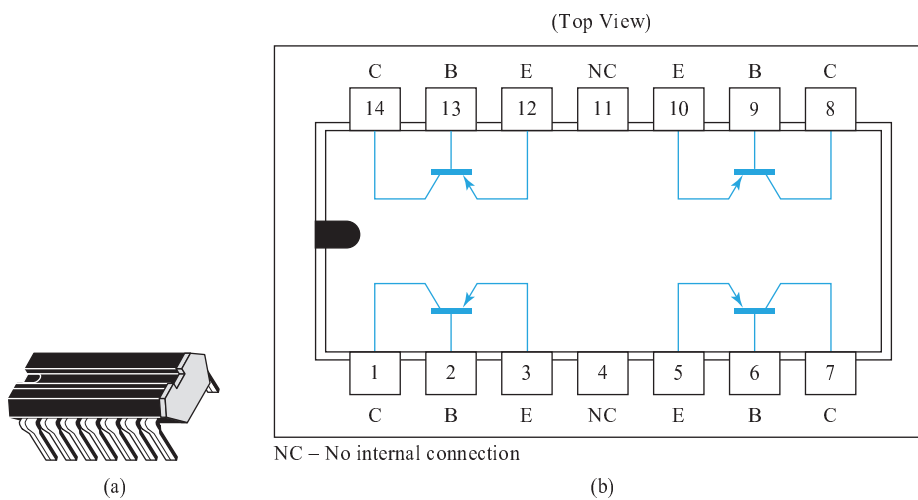 (Top View)
C B E NC E B C
14 13 12 11 10 9 8
1 2 3 4 5 6 7
C B E NC E B C
NC – No internal connection
(a) (b)